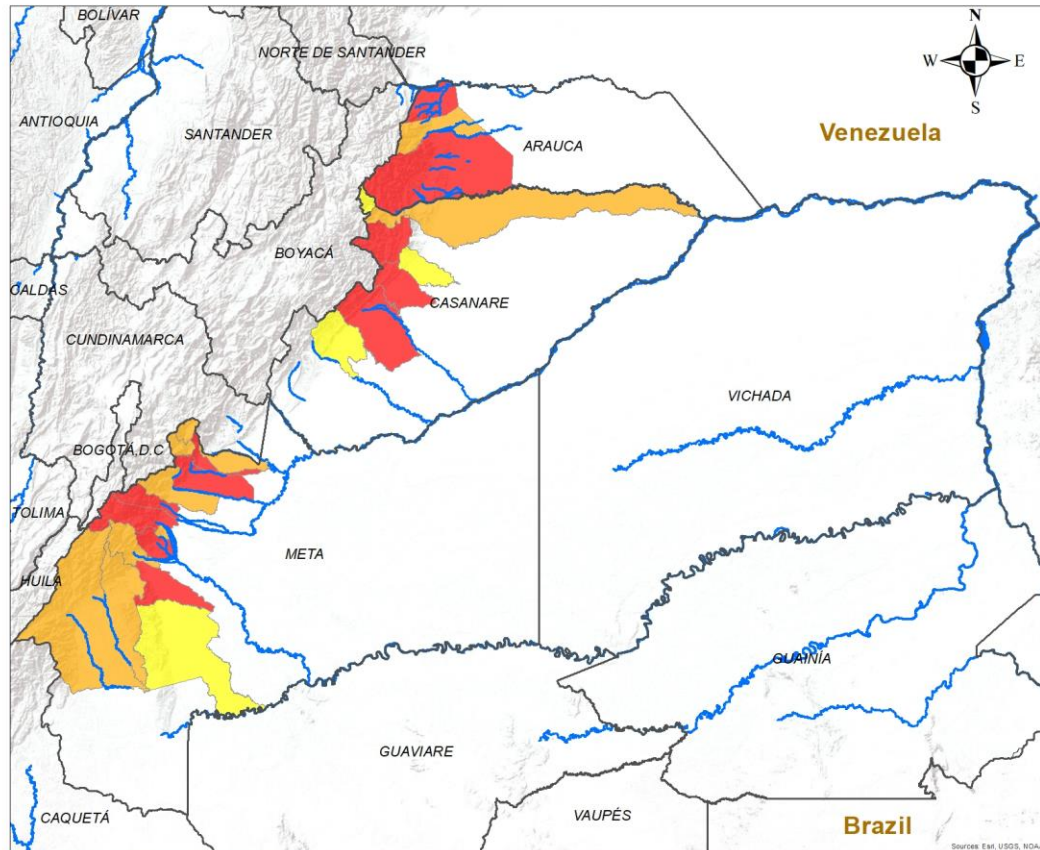 BOLÍVAR
NORTE DE SANTANDER
N
W
E
S
ANTIOQUIA
SANTANDER
ARAUCA
Venezuela
BOYACÁ
CALDAS
CASANARE
CUNDINAMARCA
VICHADA
BOGOTÁ,D.C
TOLIMA
META
HUILA
GUAINÍA
GUAVIARE
CAQUETÁ
VAUPÉS
Brazil
Sources: Esri, USGS, NOAA